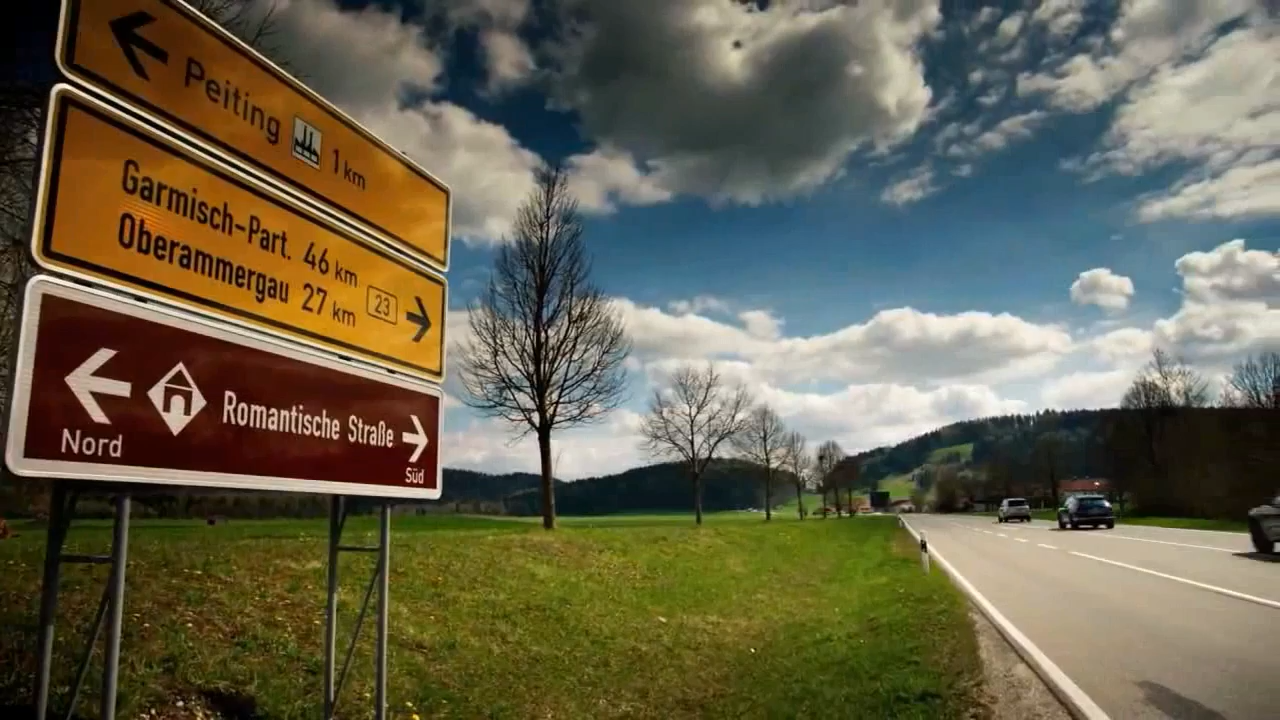 Peiting 1 km
Garmisch-Part. 46 km
Oberammergau 27 km 23
Romantische Straße
Nord
Süd